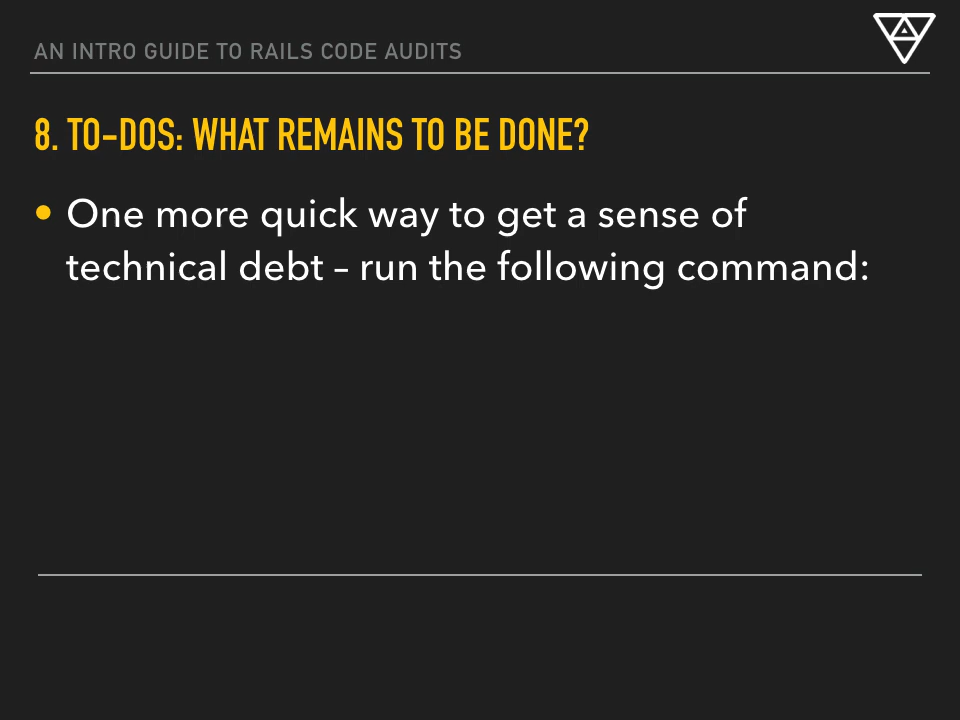 AN INTRO GUIDE TO RAILS CODE AUDITS
8. TO-DOS: WHAT REMAINS TO BE DONE?
• One more quick way to get a sense of
technical debt – run the following command: